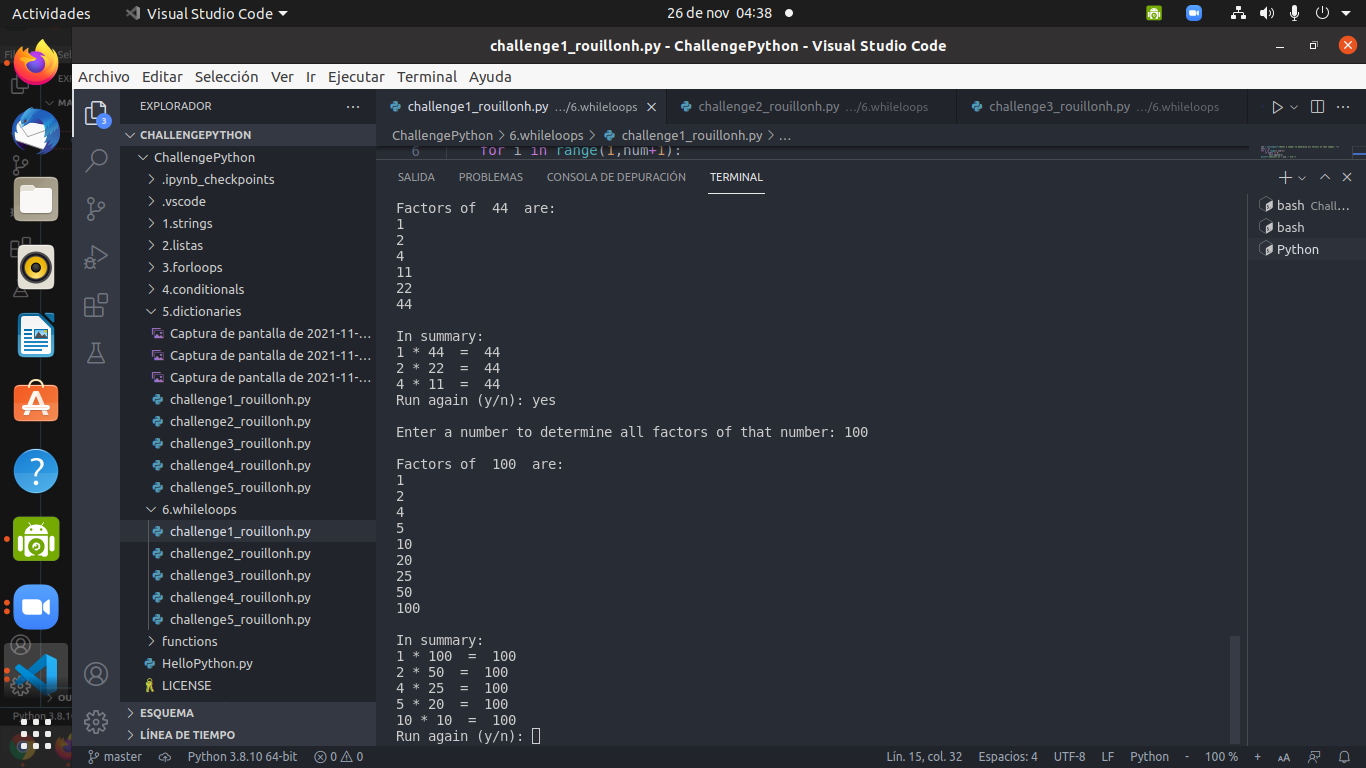 Actividades
Visual Studio Code
26 de nov 04:38
challenge1_rouillonh.py - ChallengePython - Visual Studio Code
Archivo Editar Selección Ver Ir Ejecutar Terminal Ayuda
EXPLORADOR
challenge1_rouillonh.py …/6.whileloops
challenge2_rouillonh.py …/6.whileloops
challenge3_rouillonh.py …/6.whileloops
3
CHALLENGEPYTHON
ChallengePython
.ipynb_checkpoints
.vscode
1.strings
2.listas
3.forloops
4.conditionals
5.dictionaries
Captura de pantalla de 2021-11-...
Captura de pantalla de 2021-11-...
Captura de pantalla de 2021-11-...
challenge1_rouillonh.py
challenge2_rouillonh.py
challenge3_rouillonh.py
challenge4_rouillonh.py
challenge5_rouillonh.py
6.whileloops
challenge1_rouillonh.py
challenge2_rouillonh.py
challenge3_rouillonh.py
challenge4_rouillonh.py
challenge5_rouillonh.py
functions
HelloPython.py
LICENSE
ESQUEMA
LÍNEA DE TIEMPO
ChallengePython > 6.whileloops > challenge1_rouillonh.py > ...
6 for i in range(1,num+1):
SALIDA PROBLEMAS CONSOLA DE DEPURACIÓN TERMINAL
Factors of  44  are:
1
2
4
11
22
44
In summary:
1 * 44  =  44
2 * 22  =  44
4 * 11  =  44
Run again (y/n): yes
Enter a number to determine all factors of that number: 100
Factors of  100  are:
1
2
4
5
10
20
25
50
100
In summary:
1 * 100  =  100
2 * 50  =  100
4 * 25  =  100
5 * 20  =  100
10 * 10  =  100
Run again (y/n):
bash Chall...
bash
Python
master
Python 3.8.10 64-bit
0 0
Lín. 15, col. 32
Espacios: 4
UTF-8
LF
Python
- 100 % +